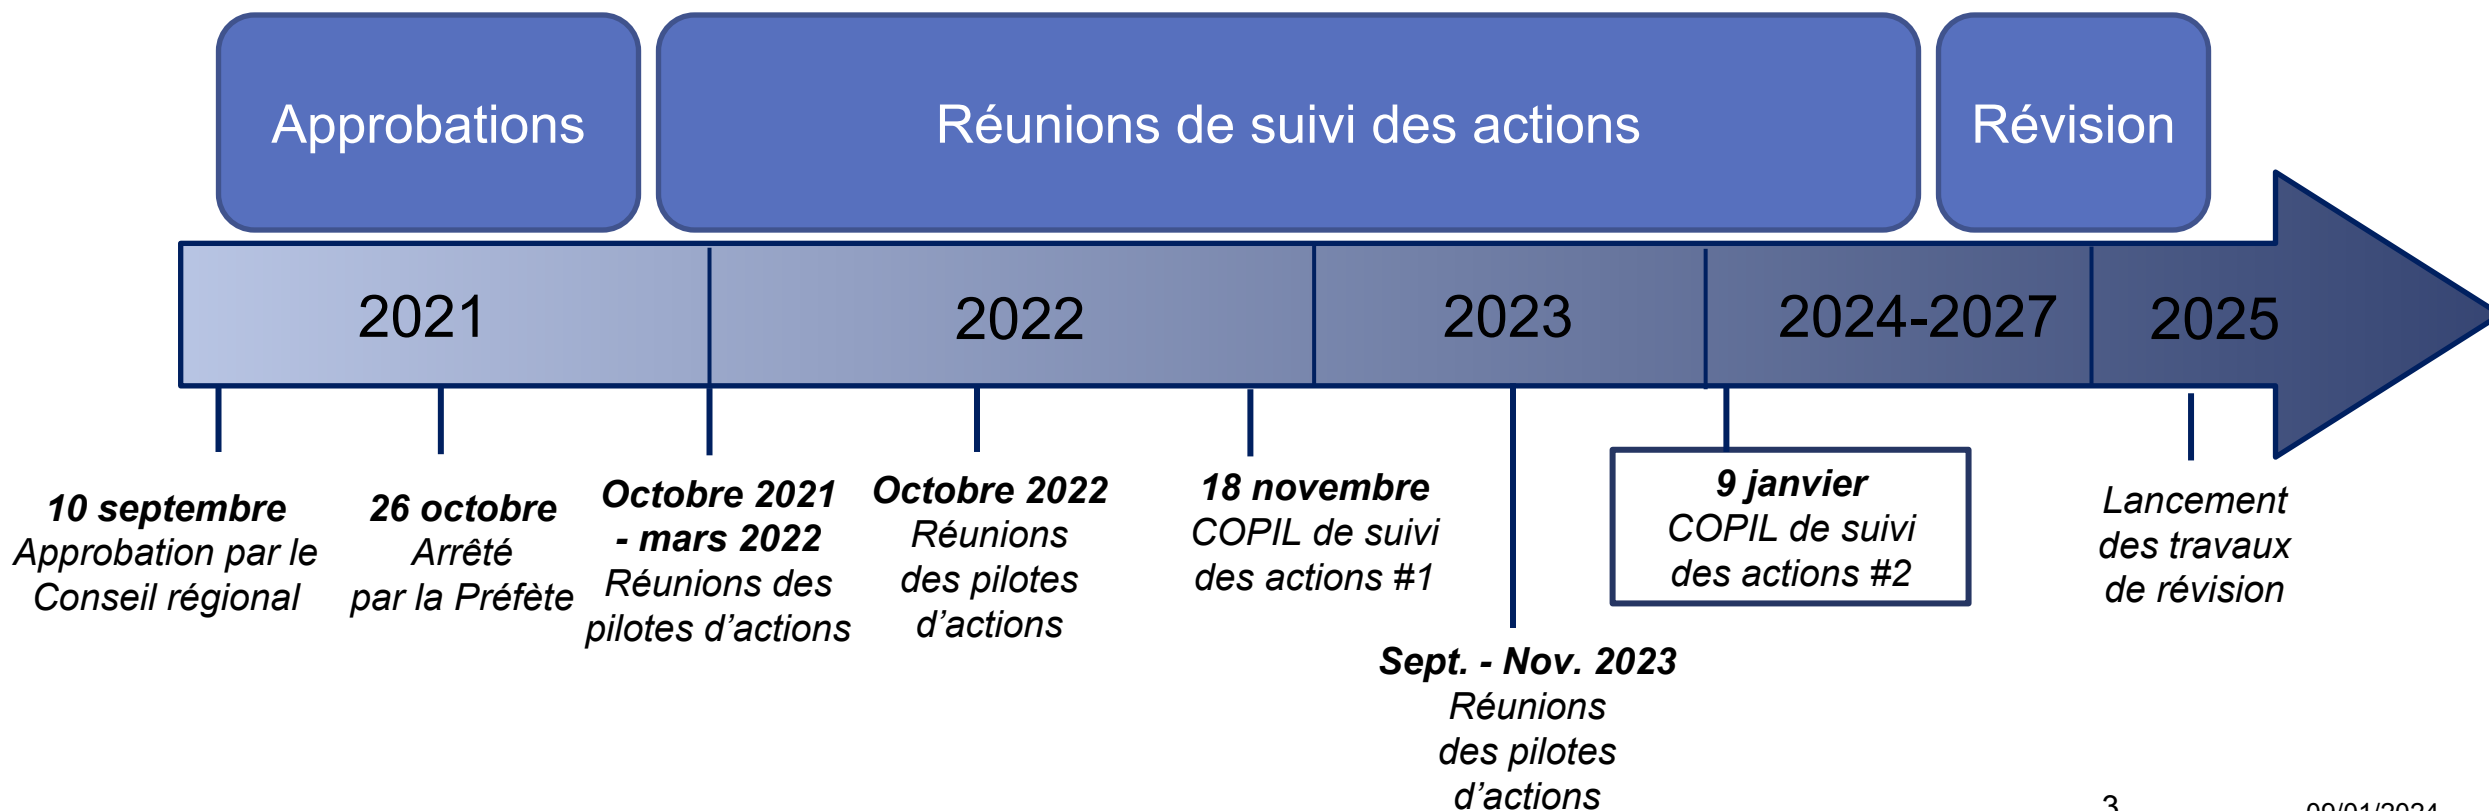 Approbations
Réunions de suivi des actions
Révision
2021
2022
2023
2024-2027
2025
10 septembre
Approbation par le
Conseil régional
26 octobre
Arrêté
par la Préfète
Octobre 2021
- mars 2022
Réunions des
pilotes d’actions
Octobre 2022
Réunions
des pilotes
d’actions
18 novembre
COPIL de suivi
des actions #1
Sept. - Nov. 2023
Réunions
des pilotes
d’actions
9 janvier
COPIL de suivi
des actions #2
Lancement
des travaux
de révision
3
09/01/2024